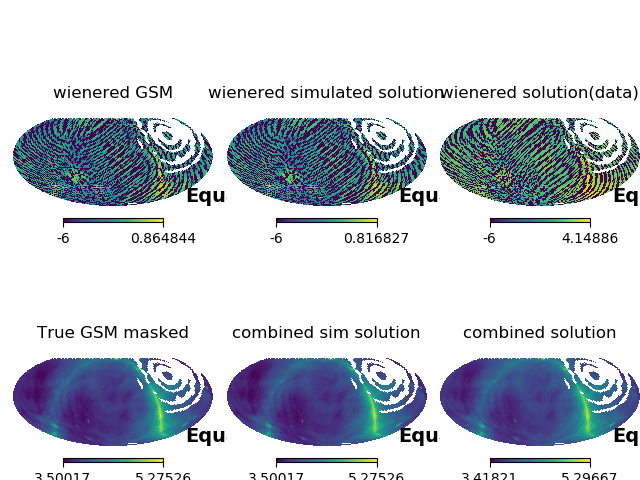 wienered GSM wienered simulated solution wienered solution(data)
Equ Equ Eq
-6 0.864844 -6 0.816827 -6 4.14886
True GSM masked combined sim solution combined solution
Equ Equ Eq
3.50017 5.27526 3.50017 5.27526 3.41821 5.29667